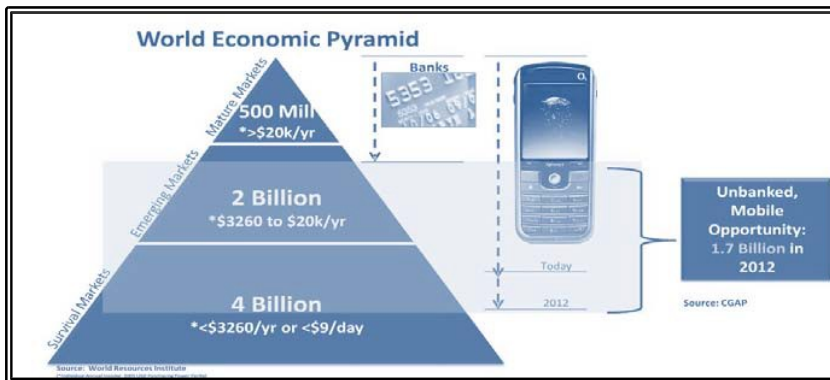 World Economic Pyramid
Mature Markets
500 Mill
*>$20k/yr
Emerging Markets
2 Billion
*$3260 to $20k/yr
Survival Markets
4 Billion
*<$3260/yr or <$9/day
Banks
5353
O2
Today
2012
Unbanked,
Mobile
Opportunity:
1.7 Billion in
2012
Source: CGAP
Source: World Resources Institute